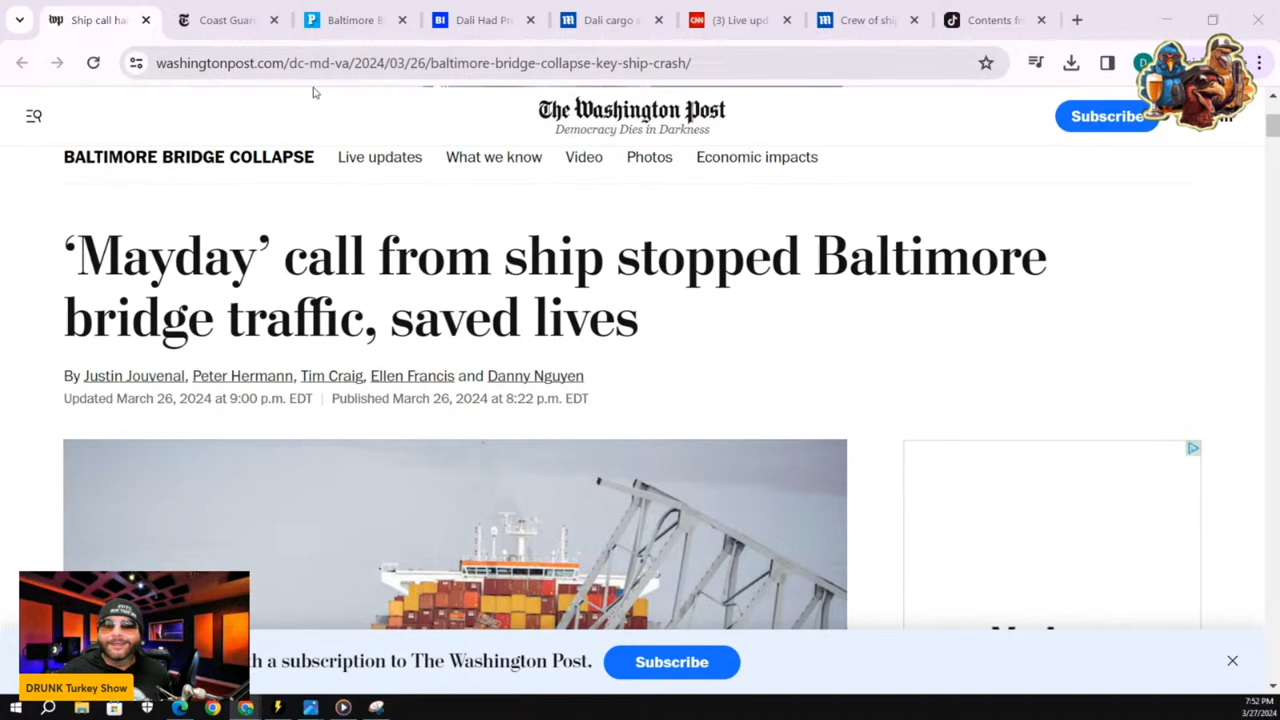 Ship call ha
Coast Guar
Baltimore B
Dali Had Pr
Dali cargo s
(3) Live upd
Crew of ship
Contents fr
washingtonpost.com/dc-md-va/2024/03/26/baltimore-bridge-collapse-key-ship-crash/
The Washington Post
Democracy Dies in Darkness
Subscribe
BALTIMORE BRIDGE COLLAPSE Live updates What we know Video Photos Economic impacts
‘Mayday’ call from ship stopped Baltimore
bridge traffic, saved lives
By Justin Jouvenal, Peter Hermann, Tim Craig, Ellen Francis and Danny Nguyen
Updated March 26, 2024 at 9:00 p.m. EDT | Published March 26, 2024 at 8:22 p.m. EDT
h a subscription to The Washington Post.
Subscribe
DRUNK Turkey Show
7:52 PM
3/27/2024